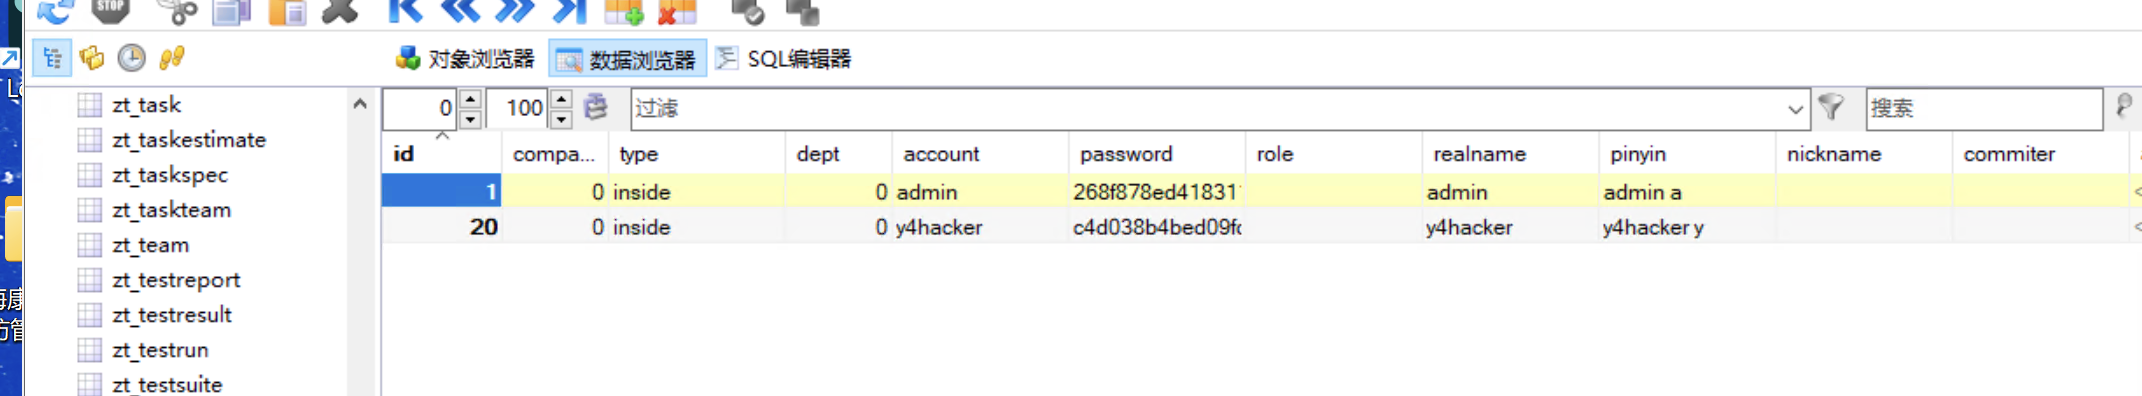 STOP
对象浏览器 数据浏览器 SQL编辑器
zt_task
zt_taskestimate
zt_taskspec
zt_taskteam
zt_team
zt_testreport
zt_testresult
zt_testrun
zt_testsuite
0 100 过滤 搜索
id compa... type dept account password role realname pinyin nickname commiter
1 0 inside 0 admin 268f878ed41831 admin admin a
20 0 inside 0 y4hacker c4d038b4bed09f y4hacker y4hacker y